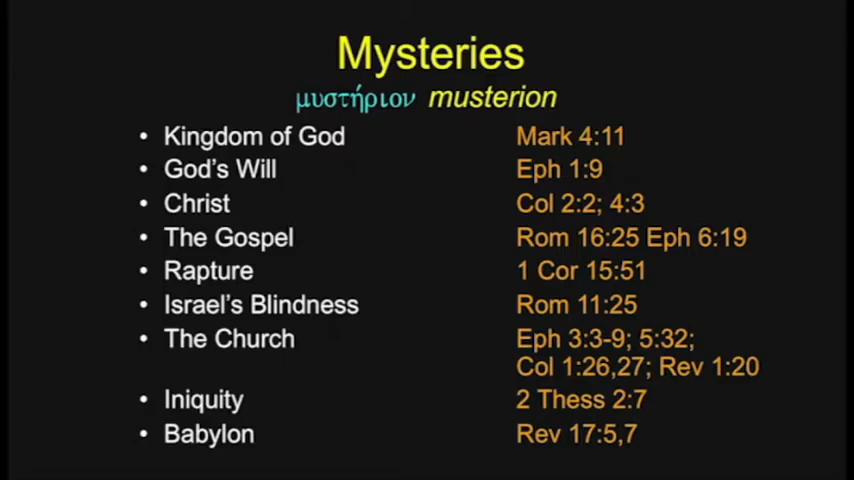 Mysteries
μυστήριον musterion
• Kingdom of God Mark 4:11
• God's Will Eph 1:9
• Christ Col 2:2; 4:3
• The Gospel Rom 16:25 Eph 6:19
• Rapture 1 Cor 15:51
• Israel's Blindness Rom 11:25
• The Church Eph 3:3-9; 5:32;
Col 1:26,27; Rev 1:20
• Iniquity 2 Thess 2:7
• Babylon Rev 17:5,7